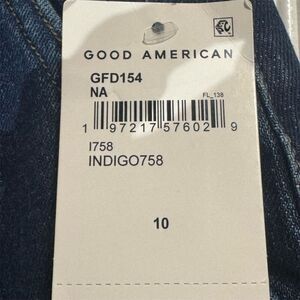 GOOD AMERICAN
GFD154
NA
FL_138
1 97217 57602 9
I758
INDIGO758
10